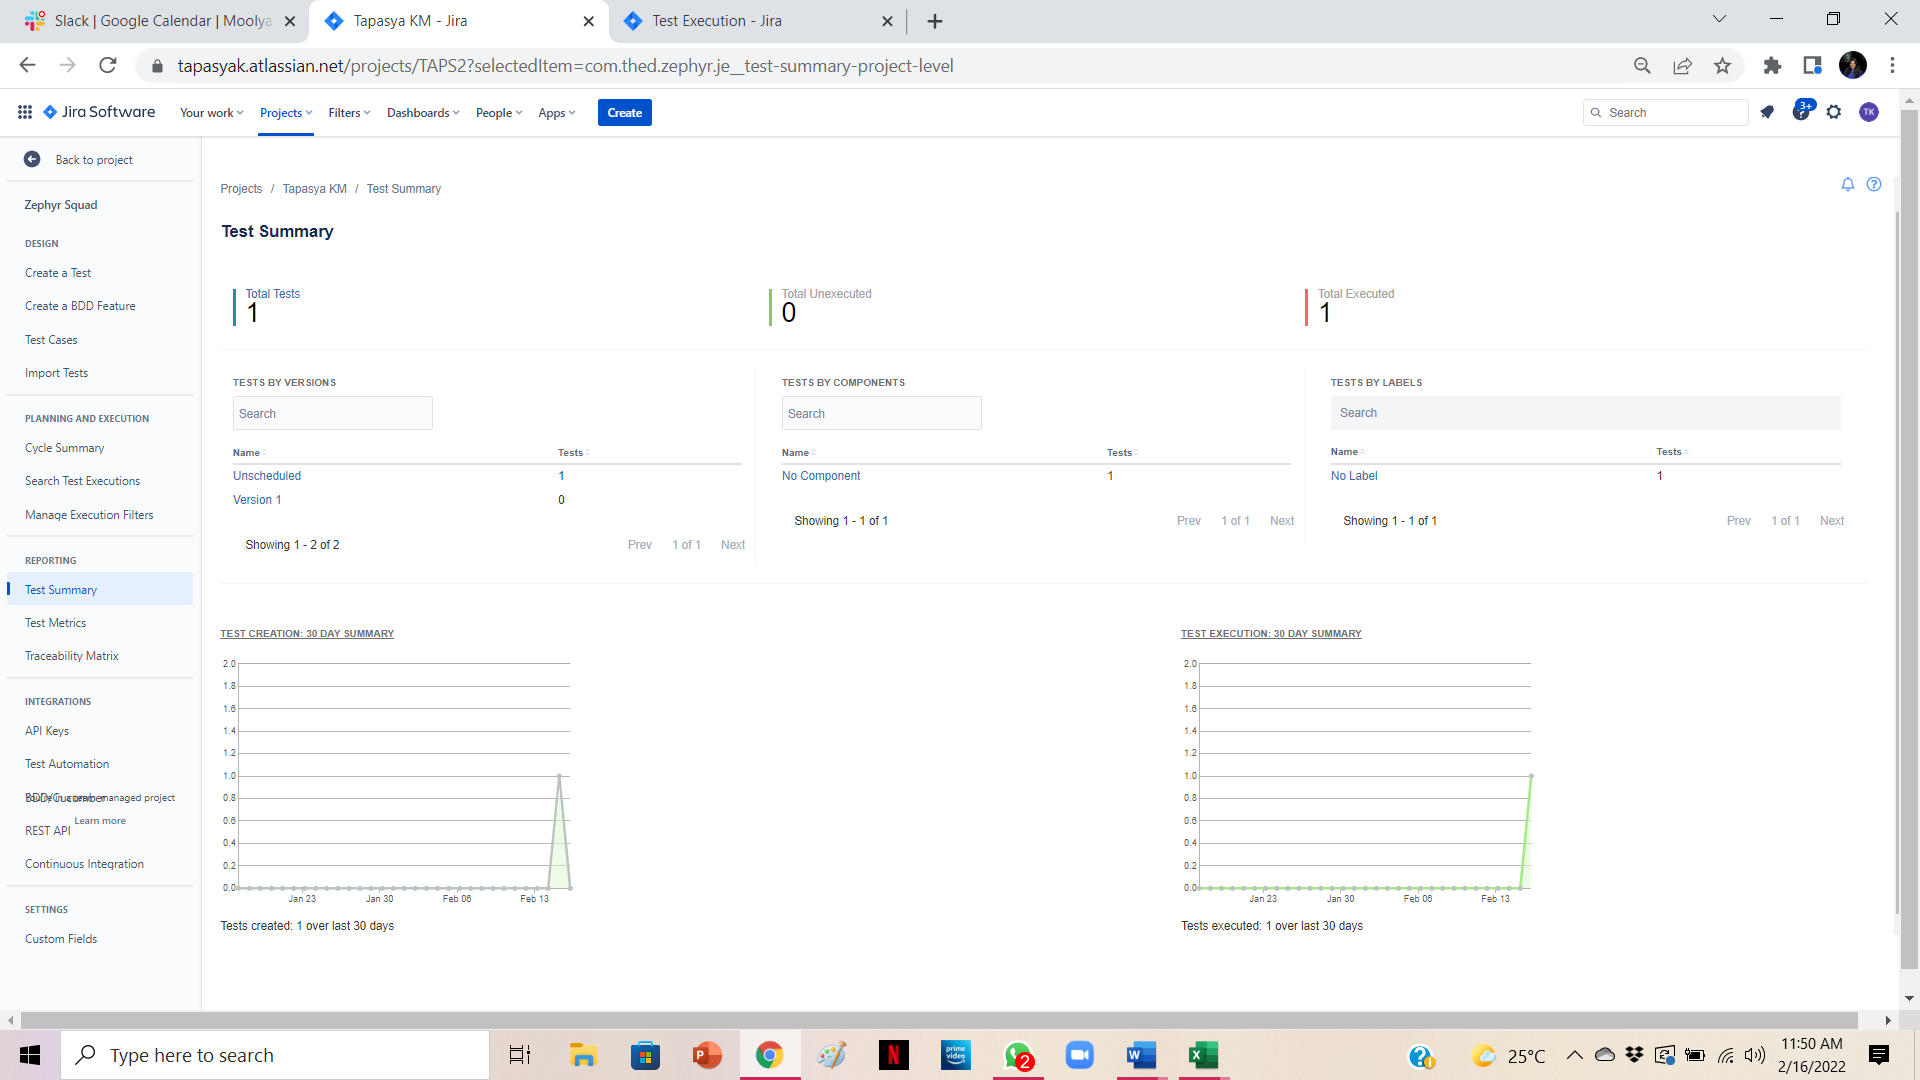 Slack | Google Calendar | Moolya
Tapasya KM - Jira
Test Execution - Jira
tapasyak.atlassian.net/projects/TAPS2?selectedItem=com.thed.zephyr.je__test-summary-project-level
Jira Software
Your work
Projects
Filters
Dashboards
People
Apps
Create
Search
3+
TK
Back to project
Zephyr Squad
DESIGN
Create a Test
Create a BDD Feature
Test Cases
Import Tests
PLANNING AND EXECUTION
Cycle Summary
Search Test Executions
Manage Execution Filters
REPORTING
Test Summary
Test Metrics
Traceability Matrix
INTEGRATIONS
API Keys
Test Automation
BDD/Cucumber
You're in a team-managed project
Learn more
REST API
Continuous Integration
SETTINGS
Custom Fields
Projects / Tapasya KM / Test Summary
Test Summary
Total Tests
1
Total Unexecuted
0
Total Executed
1
TESTS BY VERSIONS
Search
Name Tests
Unscheduled 1
Version 1 0
Showing 1 - 2 of 2 Prev 1 of 1 Next
TESTS BY COMPONENTS
Search
Name Tests
No Component 1
Showing 1 - 1 of 1 Prev 1 of 1 Next
TESTS BY LABELS
Search
Name Tests
No Label 1
Showing 1 - 1 of 1 Prev 1 of 1 Next
TEST CREATION: 30 DAY SUMMARY
2.0
1.8
1.6
1.4
1.2
1.0
0.8
0.6
0.4
0.2
0.0
Jan 23 Jan 30 Feb 06 Feb 13
Tests created: 1 over last 30 days
TEST EXECUTION: 30 DAY SUMMARY
2.0
1.8
1.6
1.4
1.2
1.0
0.8
0.6
0.4
0.2
0.0
Jan 23 Jan 30 Feb 06 Feb 13
Tests executed: 1 over last 30 days
Type here to search
P
N
prime video
2
W
X
25°C
11:50 AM
2/16/2022